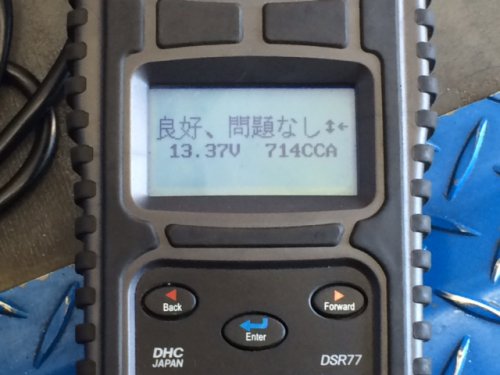 良好、問題なし↕←
13.37V 714CCA
Back
Forward
Enter
DHC
JAPAN
DSR77